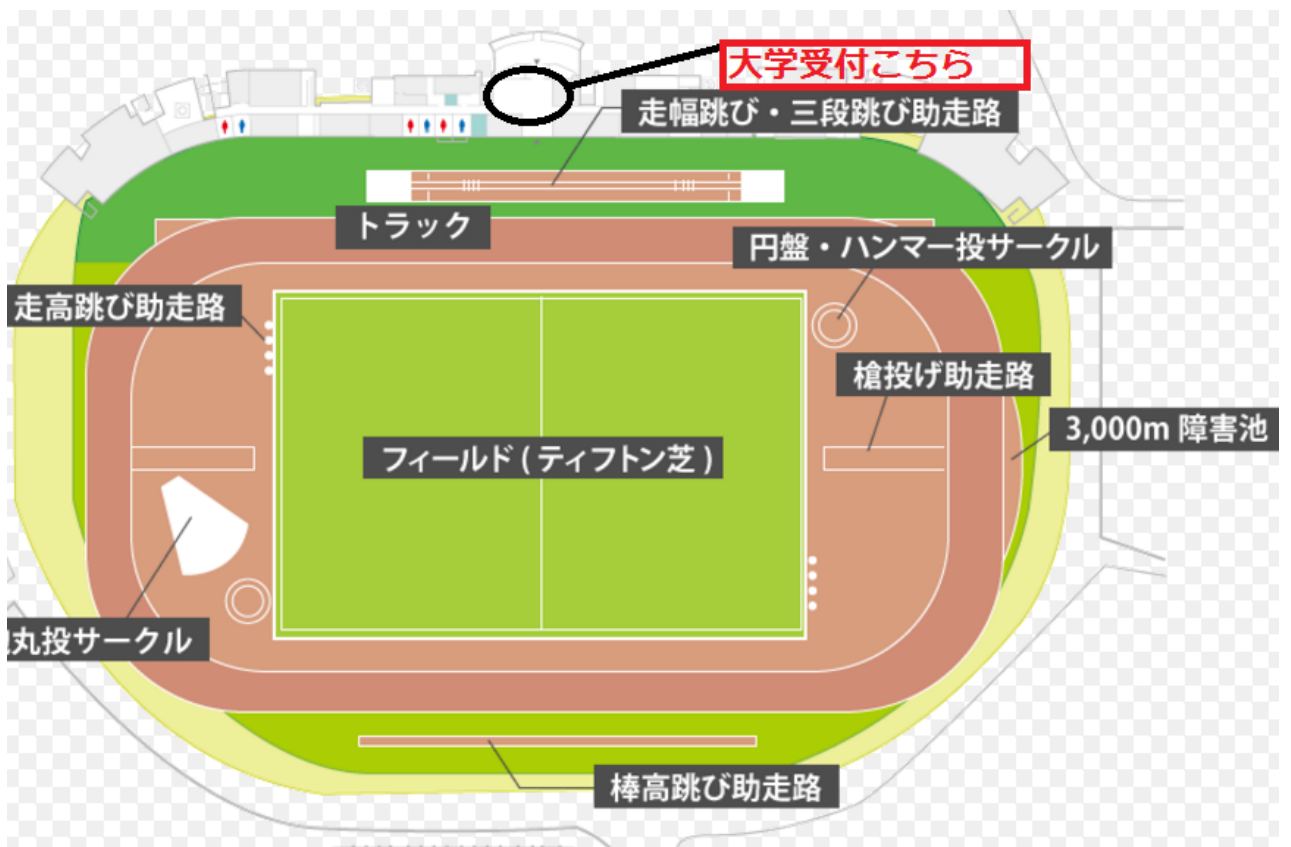 大学受付こちら
走幅跳び・三段跳び助走路
トラック
円盤・ハンマー投サークル
走高跳び助走路
槍投げ助走路
3,000m 障害池
フィールド ( ティフトン芝 )
丸投サークル
棒高跳び助走路